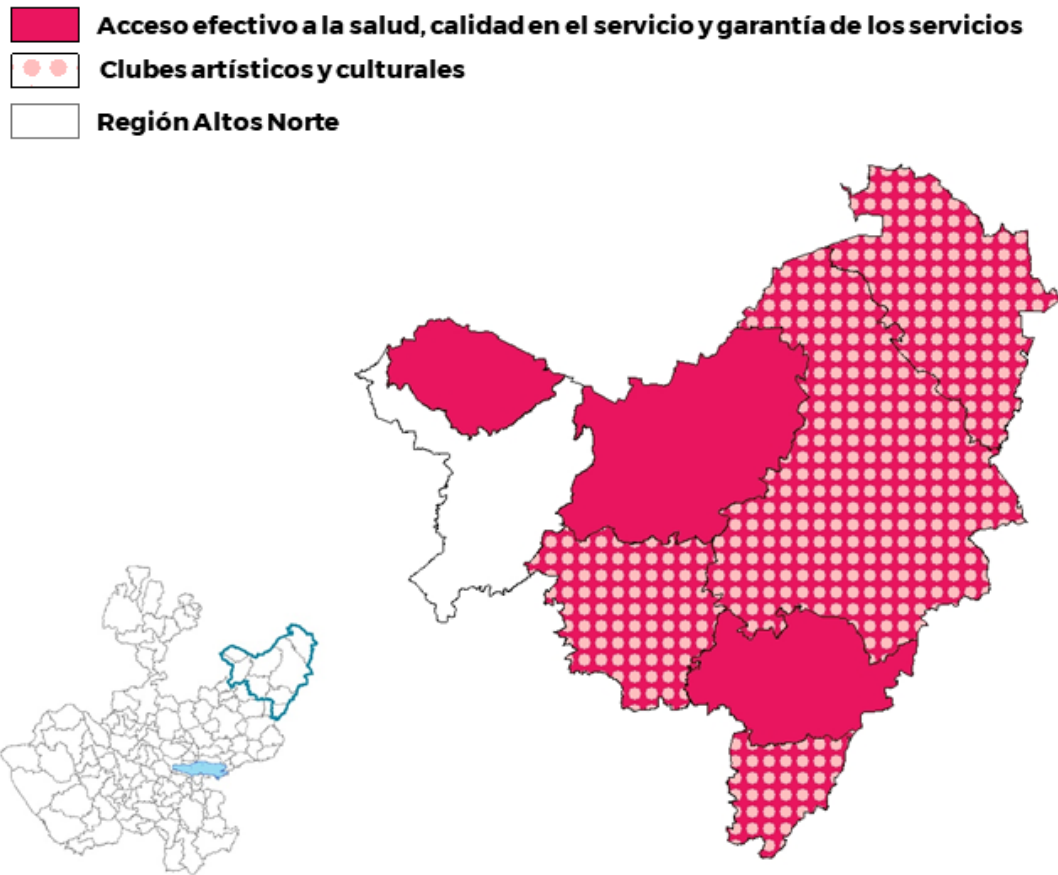 Acceso efectivo a la salud, calidad en el servicio y garantía de los servicios
Clubes artísticos y culturales
Región Altos Norte